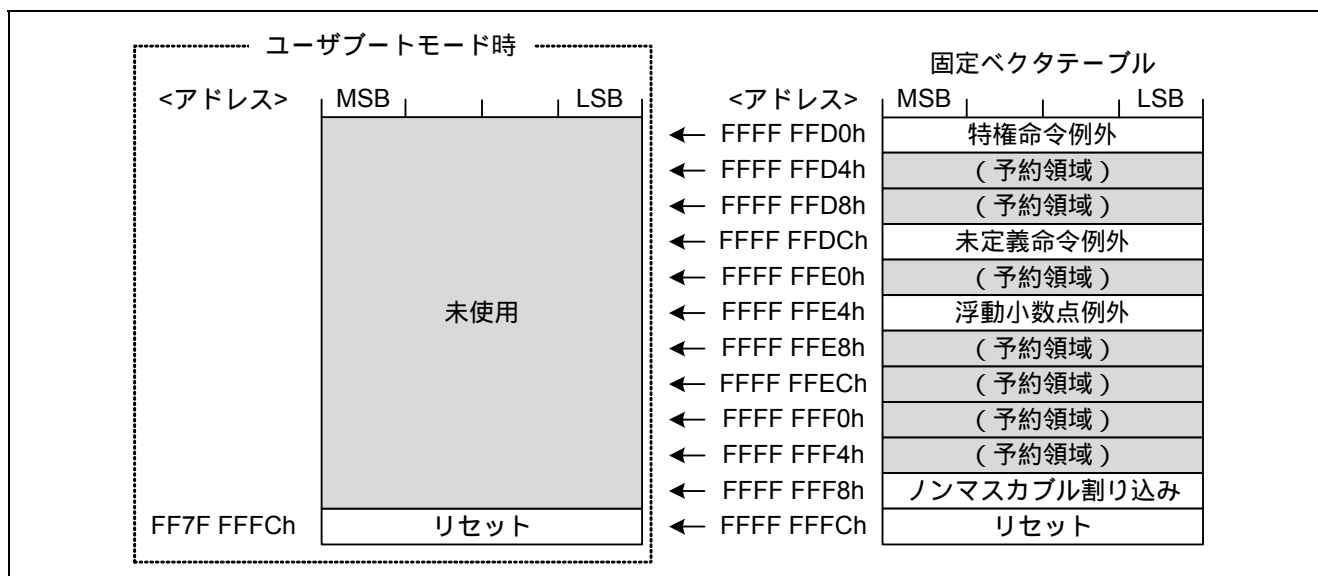 ユーザブートモード時
<アドレス> MSB LSB
未使用
FF7F FFFCh リセット
固定ベクタテーブル
<アドレス> MSB LSB
← FFFF FFD0h 特権命令例外
← FFFF FFD4h (予約領域)
← FFFF FFD8h (予約領域)
← FFFF FFDCh 未定義命令例外
← FFFF FFE0h (予約領域)
← FFFF FFE4h 浮動小数点例外
← FFFF FFE8h (予約領域)
← FFFF FFECh (予約領域)
← FFFF FFF0h (予約領域)
← FFFF FFF4h (予約領域)
← FFFF FFF8h ノンマスカブル割り込み
← FFFF FFFCh リセット